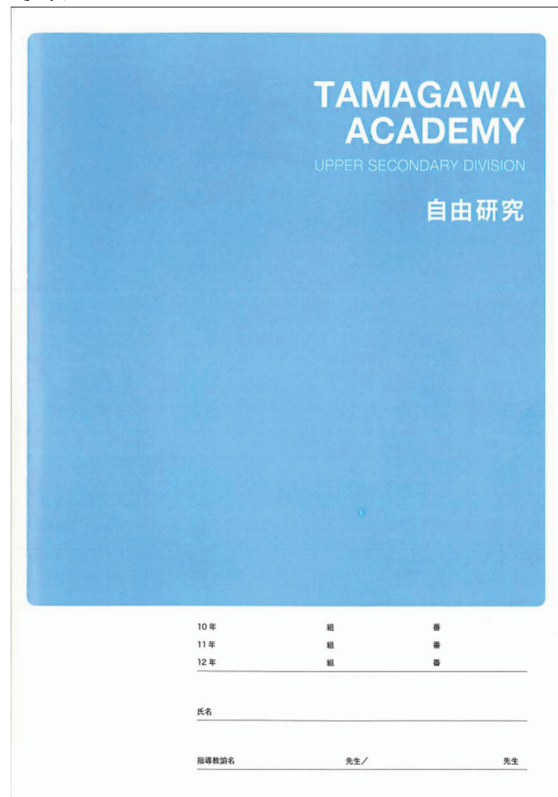 TAMAGAWA
ACADEMY
UPPER SECONDARY DIVISION
自由研究
10年 組 番
11年 組 番
12年 組 番
氏名
指導教諭名 先生／ 先生